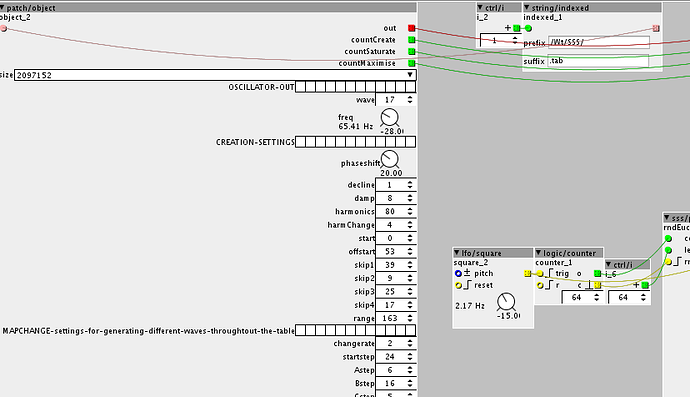 patch/object
object_2
out
countCreate
countSaturate
countMaximise
size 2097152
OSCILLATOR-OUT
wave 17
freq
65.41 Hz
-28.0
CREATION-SETTINGS
phaseshift
20.00
decline 1
damp 8
harmonics 80
harmChange 4
start 0
offstart 53
skip1 39
skip2 9
skip3 25
skip4 17
range 163
MAPCHANGE-settings-for-generating-different-waves-throughtout-the-table
changerate 2
startstep 24
Astep 6
Bstep 16
Cstep 5
ctrl/i
i_2
+
1
string/indexed
indexed_1
prefix /Wt/S55/
suffix .tab
lfo/square
square_2
± pitch
reset
2.17 Hz
-15.00
logic/counter
counter_1
trig o
r c
64
ctrl/i
i_6
+
64
sss/
rndEuc
le